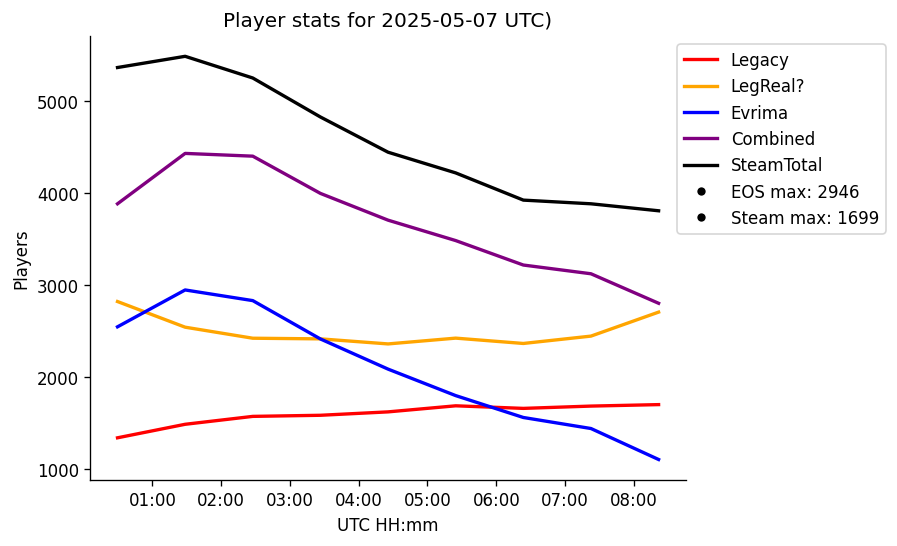 Player stats for 2025-05-07 UTC)
Legacy
LegReal?
Evrima
Combined
SteamTotal
EOS max: 2946
Steam max: 1699
Players
5000
4000
3000
2000
1000
01:00 02:00 03:00 04:00 05:00 06:00 07:00 08:00
UTC HH:mm